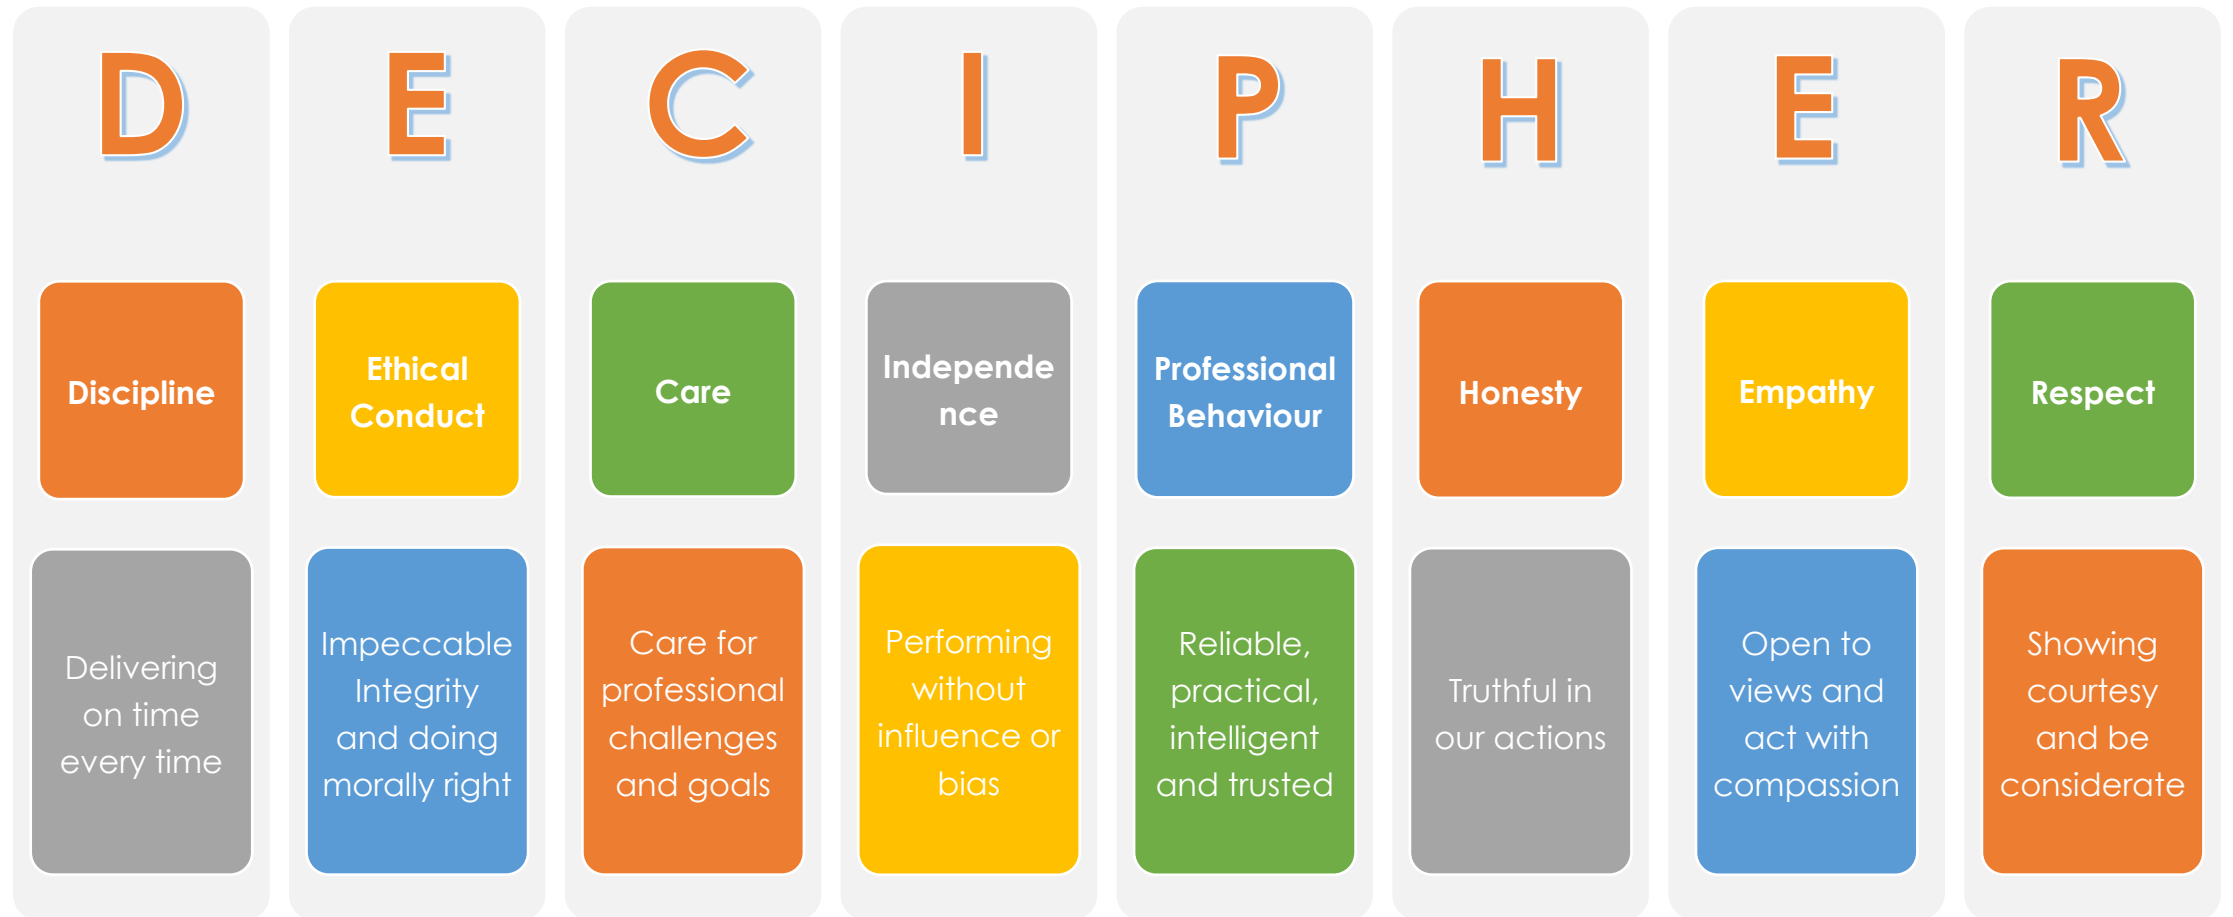 D
E
C
I
P
H
E
R
Discipline
Ethical
Conduct
Care
Independe
nce
Professional
Behaviour
Honesty
Empathy
Respect
Delivering
on time
every time
Impeccable
Integrity
and doing
morally right
Care for
professional
challenges
and goals
Performing
without
influence or
bias
Reliable,
practical,
intelligent
and trusted
Truthful in
our actions
Open to
views and
act with
compassion
Showing
courtesy
and be
considerate